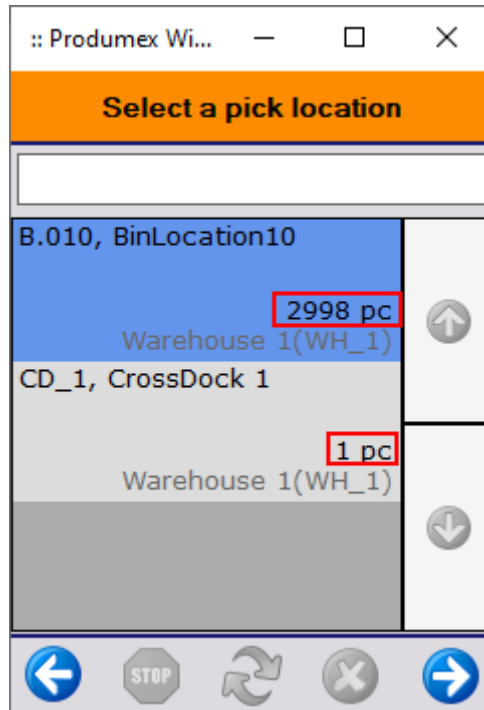 :: Produmex Wi...
Select a pick location
B.010, BinLocation10
2998 pc
Warehouse 1(WH_1)
CD_1, CrossDock 1
1 pc
Warehouse 1(WH_1)
STOP